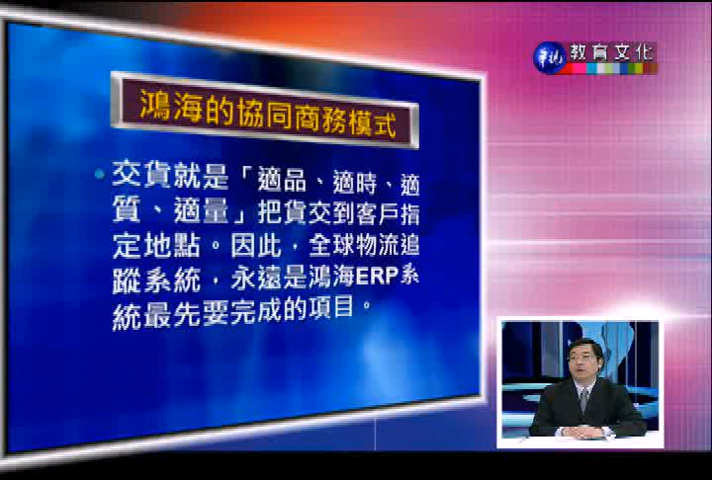 華視 教育文化
鴻海的協同商務模式
• 交貨就是「適品、適時、適
質、適量」把貨交到客戶指
定地點。因此，全球物流追
蹤系統，永遠是鴻海ERP系
統最先要完成的項目。